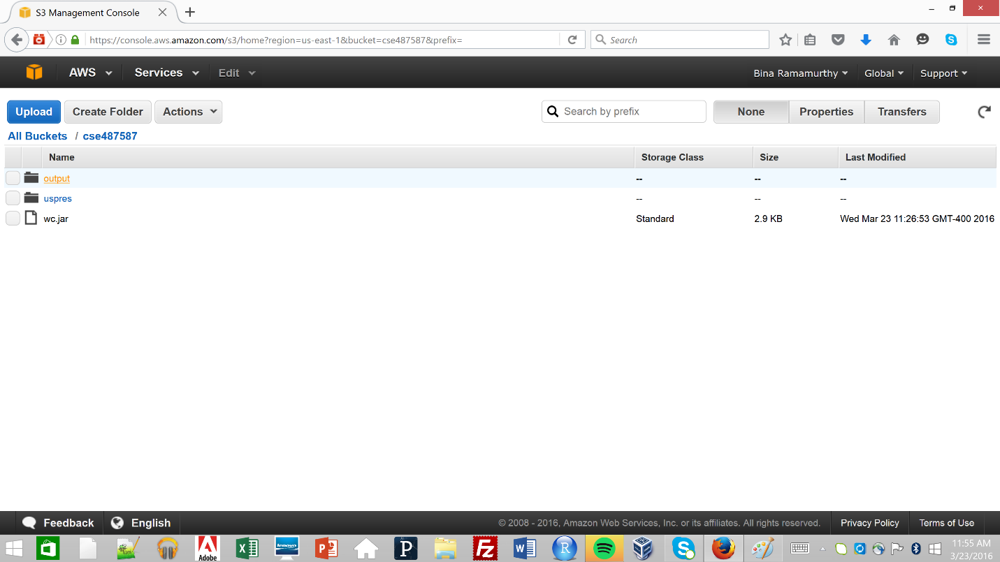 S3 Management Console
https://console.aws.amazon.com/s3/home?region=us-east-1&bucket=cse487587&prefix= Search
AWS Services Edit Bina Ramamurthy Global Support
Upload Create Folder Actions Search by prefix None Properties Transfers
All Buckets / cse487587
Name Storage Class Size Last Modified
output -- -- --
uspres -- -- --
wc.jar Standard 2.9 KB Wed Mar 23 11:26:53 GMT-400 2016
Feedback English © 2008 - 2016, Amazon Web Services, Inc. or its affiliates. All rights reserved. Privacy Policy Terms of Use
Adobe lenovo P Fz R 11:55 AM
3/23/2016